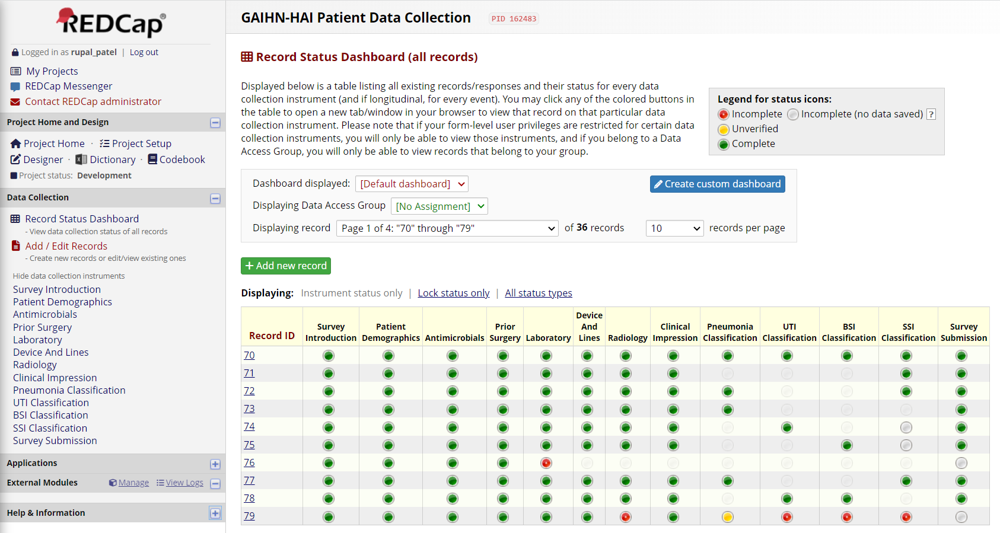 REDCap®
Logged in as rupal_patel | Log out
My Projects
REDCap Messenger
Contact REDCap administrator
Project Home and Design
Project Home · Project Setup
Designer · Dictionary · Codebook
Project status: Development
Data Collection
Record Status Dashboard
- View data collection status of all records
Add / Edit Records
- Create new records or edit/view existing ones
Hide data collection instruments
Survey Introduction
Patient Demographics
Antimicrobials
Prior Surgery
Laboratory
Device And Lines
Radiology
Clinical Impression
Pneumonia Classification
UTI Classification
BSI Classification
SSI Classification
Survey Submission
Applications
External Modules Manage View Logs
Help & Information
GAIHN-HAI Patient Data Collection PID 162483
Record Status Dashboard (all records)
Displayed below is a table listing all existing records/responses and their status for every data
collection instrument (and if longitudinal, for every event). You may click any of the colored buttons in
the table to open a new tab/window in your browser to view that record on that particular data
collection instrument. Please note that if your form-level user privileges are restricted for certain data
collection instruments, you will only be able to view those instruments, and if you belong to a Data
Access Group, you will only be able to view records that belong to your group.
Legend for status icons:
Incomplete Incomplete (no data saved) ?
Unverified
Complete
Dashboard displayed: [Default dashboard] Create custom dashboard
Displaying Data Access Group [No Assignment]
Displaying record Page 1 of 4: "70" through "79" of 36 records 10 records per page
+ Add new record
Displaying: Instrument status only | Lock status only | All status types
Record ID
Survey
Introduction
Patient
Demographics
Antimicrobials
Prior
Surgery
Laboratory
Device
And
Lines
Radiology
Clinical
Impression
Pneumonia
Classification
UTI
Classification
BSI
Classification
SSI
Classification
Survey
Submission
70
71
72
73
74
75
76
77
78
79